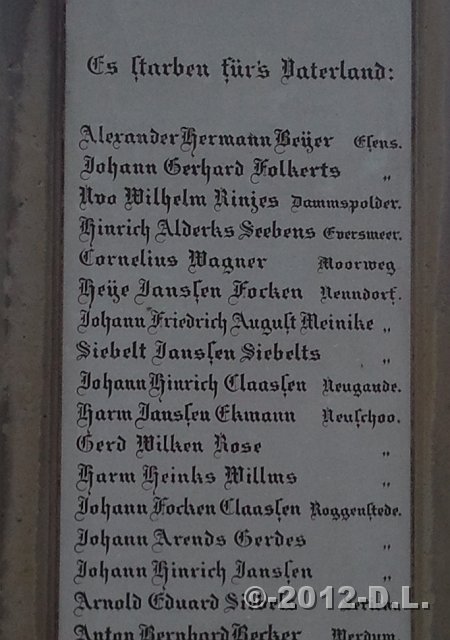 Es starben für's Vaterland:
Alexander Hermann Beÿer Esens.
Johann Gerhard Folkerts "
Uvo Wilhelm Rinjes Dammspolder.
Hinrich Alderks Seebens Eversmeer.
Cornelius Wagner Moorweg
Heÿe Janssen Focken Nenndorf.
Johann Friedrich August Meinike "
Siebelt Janssen Siebelts "
Johann Hinrich Claassen Neugaude.
Harm Janssen Ekmann Neuschoo.
Gerd Wilken Rose "
Harm Heinks Willms "
Johann Focken Claassen Roggenstede.
Johann Arends Gerdes "
Johann Hinrich Janssen "
Arnold Eduard
Anton Bernhard Becker Werdum
©-2012-D.L.